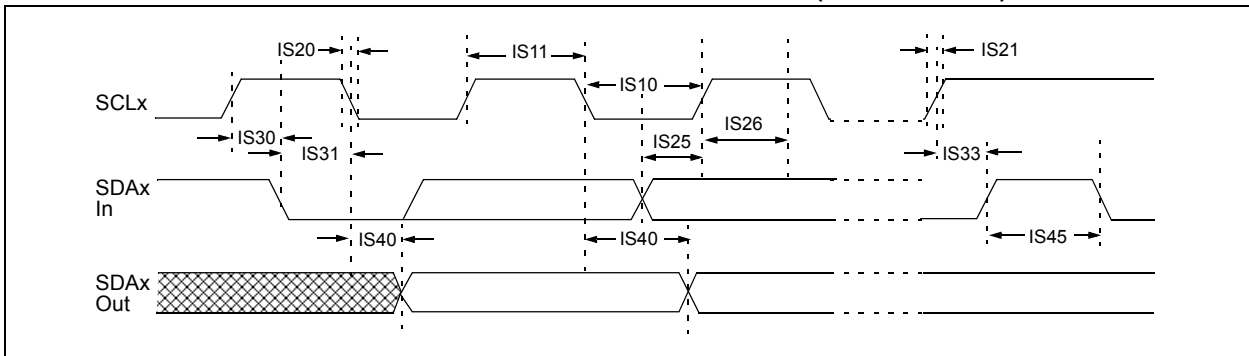 IS20
IS11
IS21
IS10
SCLx
IS30
IS31
IS25
IS26
IS33
SDAx
In
IS40
IS40
IS45
SDAx
Out